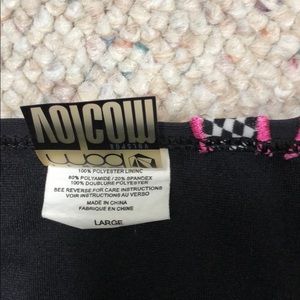 VOLCOM
100% POLYESTER LINING
80% POLYAMIDE / 20% SPANDEX
100% DOUBLURE POLYESTER
SEE REVERSE FOR CARE INSTRUCTIONS
VOIR INSTRUCTIONS AU VERSO
MADE IN CHINA
FABRIQUE EN CHINE
LARGE